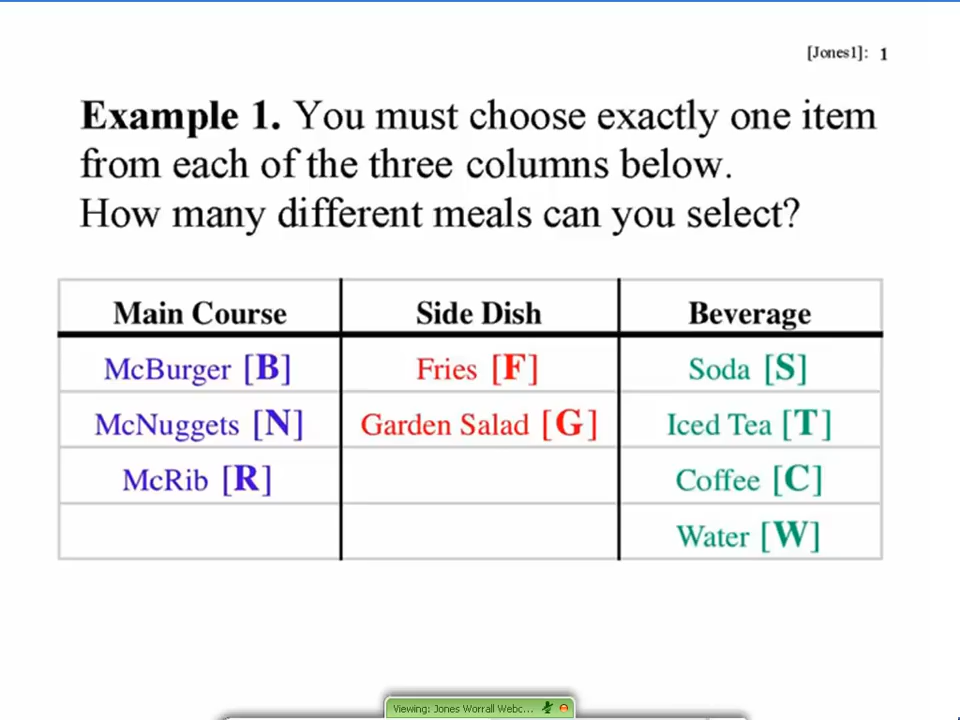 [Jones1]: 1
Example 1. You must choose exactly one item
from each of the three columns below.
How many different meals can you select?
Main Course Side Dish Beverage
McBurger [B] Fries [F] Soda [S]
McNuggets [N] Garden Salad [G] Iced Tea [T]
McRib [R] Coffee [C]
Water [W]
Viewing: Jones Worrall Webc...